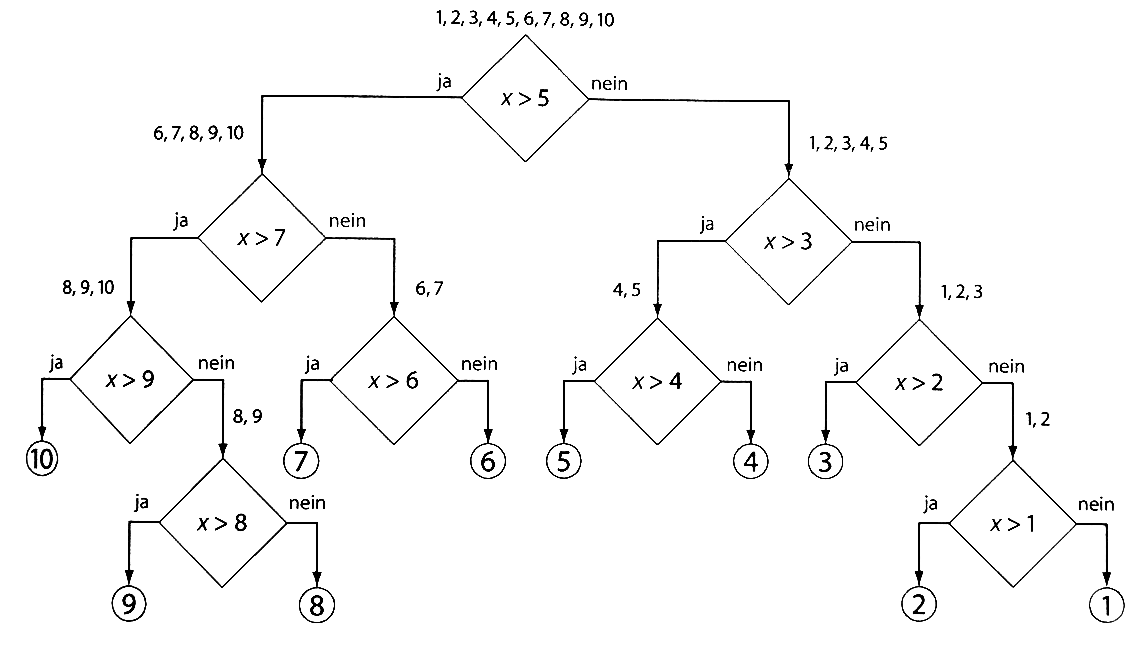 1, 2, 3, 4, 5, 6, 7, 8, 9, 10
ja
nein
x > 5
6, 7, 8, 9, 10
1, 2, 3, 4, 5
ja
nein
x > 7
ja
nein
x > 3
8, 9, 10
6, 7
4, 5
1, 2, 3
ja
nein
x > 9
ja
nein
x > 6
ja
nein
x > 4
ja
nein
x > 2
8, 9
1, 2
10
7
6
5
4
3
ja
nein
x > 8
ja
nein
x > 1
9
8
2
1